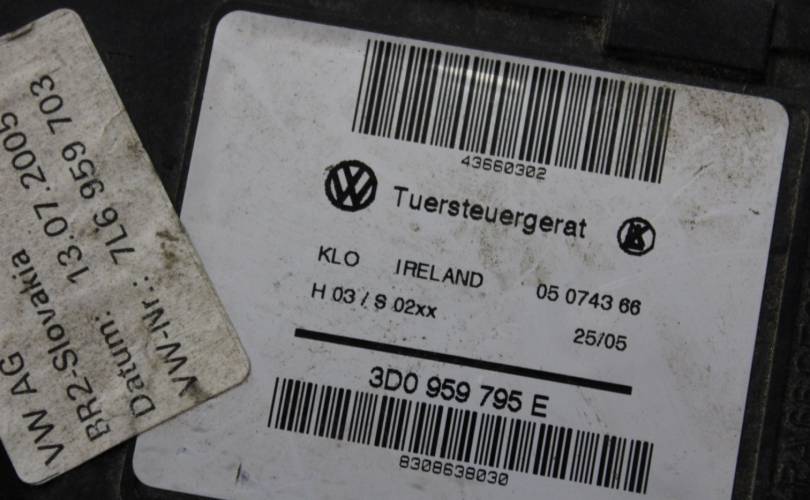 VW AG
BR2-Slovakia
Datum: 13.07.2005
VW-Nr.: 7L6 959 703
43660302
Tuersteuergerat
KLO IRELAND 05 0743 66
H 03 / S 02xx 25/05
3D0 959 795 E
8308638030